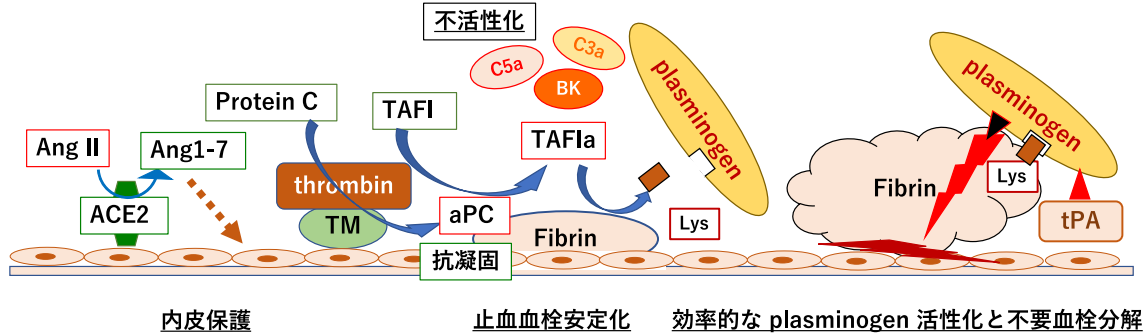 不活性化
C5a
C3a
BK
plasminogen
plasminogen
Protein C
TAFI
TAFIa
Ang II
Ang1-7
thrombin
Fibrin
Lys
ACE2
TM
aPC
Fibrin
Lys
tPA
抗凝固
内皮保護
止血血栓安定化
効率的な plasminogen 活性化と不要血栓分解